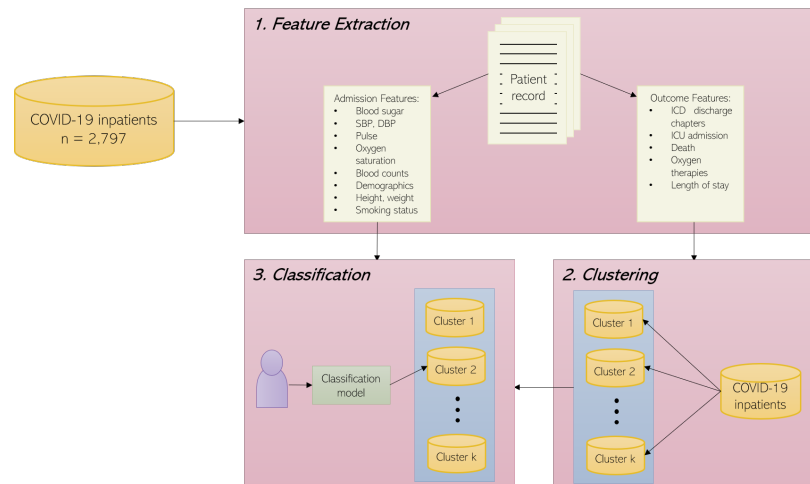 1. Feature Extraction
COVID-19 inpatients
n = 2,797
Patient
record
Admission Features:
• Blood sugar
• SBP, DBP
• Pulse
• Oxygen
saturation
• Blood counts
• Demographics
• Height, weight
• Smoking status
Outcome Features:
• ICD discharge
chapters
• ICU admission
• Death
• Oxygen
therapies
• Length of stay
3. Classification
Cluster 1
Cluster 2
Cluster k
Classification
model
2. Clustering
Cluster 1
Cluster 2
Cluster k
COVID-19
inpatients